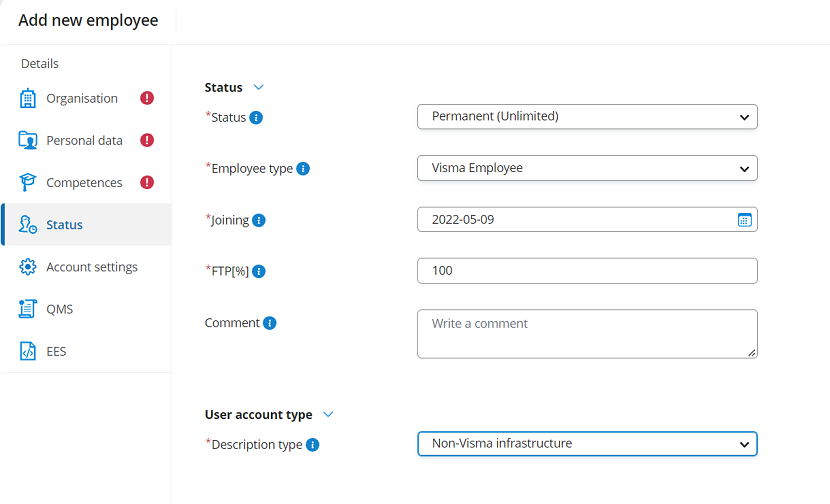 Add new employee
Details
Organisation
Personal data
Competences
Status
Account settings
QMS
EES
Status
*Status
Permanent (Unlimited)
*Employee type
Visma Employee
*Joining
2022-05-09
*FTP[%]
100
Comment
Write a comment
User account type
*Description type
Non-Visma infrastructure